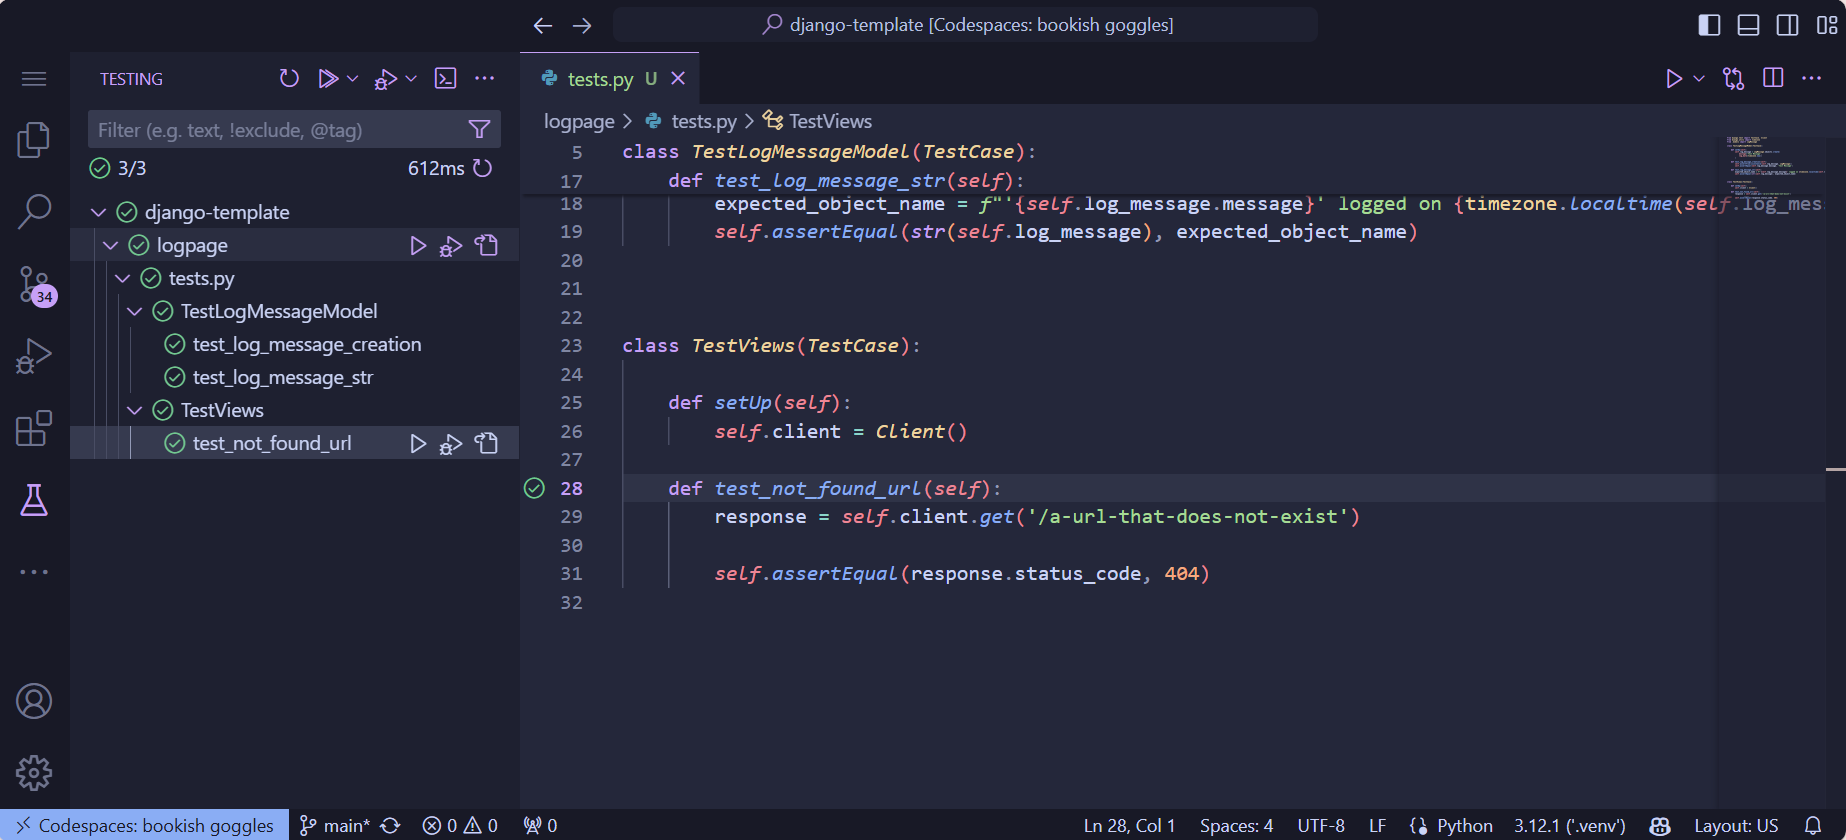 django-template [Codespaces: bookish goggles]
TESTING
tests.py U
Filter (e.g. text, !exclude, @tag)
3/3 612ms
django-template
logpage
tests.py
TestLogMessageModel
test_log_message_creation
test_log_message_str
TestViews
test_not_found_url
34
logpage > tests.py > TestViews
5 class TestLogMessageModel(TestCase):
17 def test_log_message_str(self):
18 expected_object_name = f"'{self.log_message.message}' logged on {timezone.localtime(self.log_mes
19 self.assertEqual(str(self.log_message), expected_object_name)
20
21
22
23 class TestViews(TestCase):
24
25 def setUp(self):
26 self.client = Client()
27
28 def test_not_found_url(self):
29 response = self.client.get('/a-url-that-does-not-exist')
30
31 self.assertEqual(response.status_code, 404)
32
Codespaces: bookish goggles main* 0 0 0 Ln 28, Col 1 Spaces: 4 UTF-8 LF Python 3.12.1 ('.venv') Layout: US